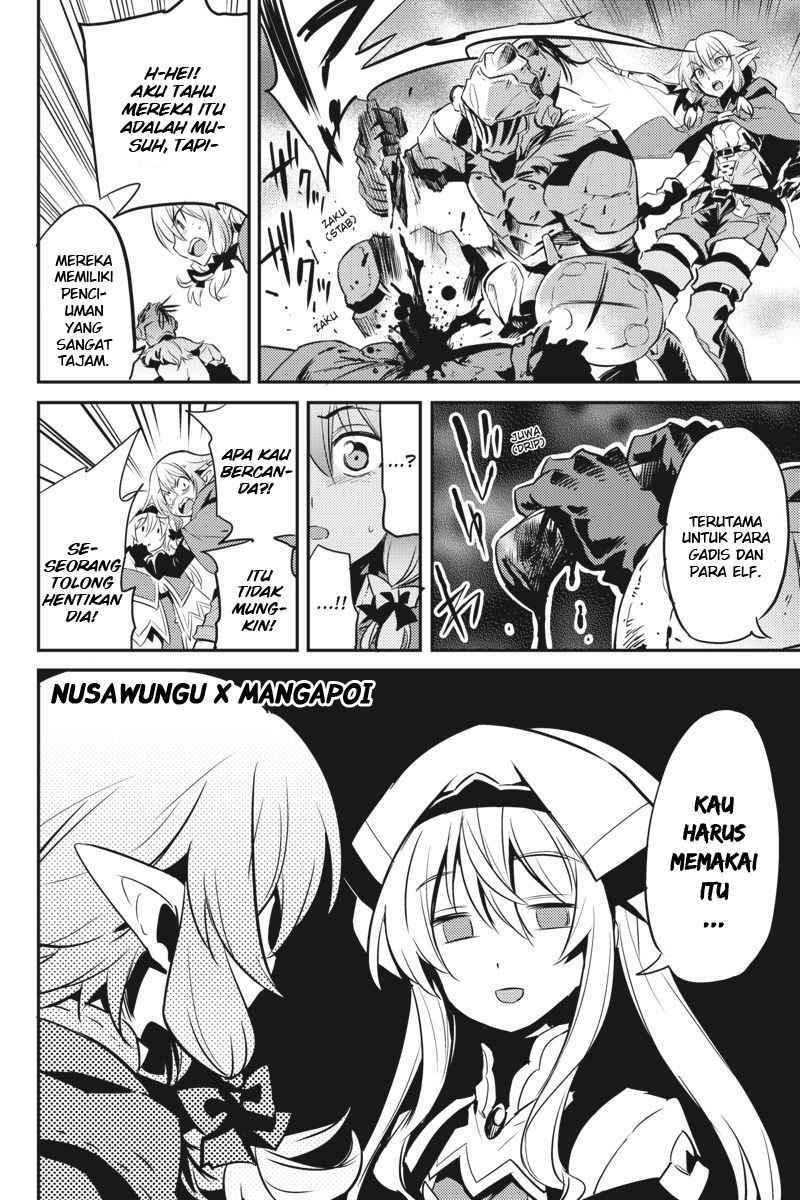 ZAKU
(STAB)
ZAKU
H-HEI!
AKU TAHU
MEREKA ITU
ADALAH MU-
SUH, TAPI-
MEREKA
MEMILIKI
PENCI-
UMAN
YANG
SANGAT
TAJAM.
TERUTAMA
UNTUK PARA
GADIS DAN
PARA ELF.
JUWA
(DRIP)
...?
...!!
APA KAU
BERCAN-
DA?!
ITU
TIDAK
MUNG-
KIN!
SE-
SEORANG
TOLONG
HENTIKAN
DIA!
NUSAWUNGU X MANGAPOI
KAU
HARUS
MEMAKAI
ITU
...